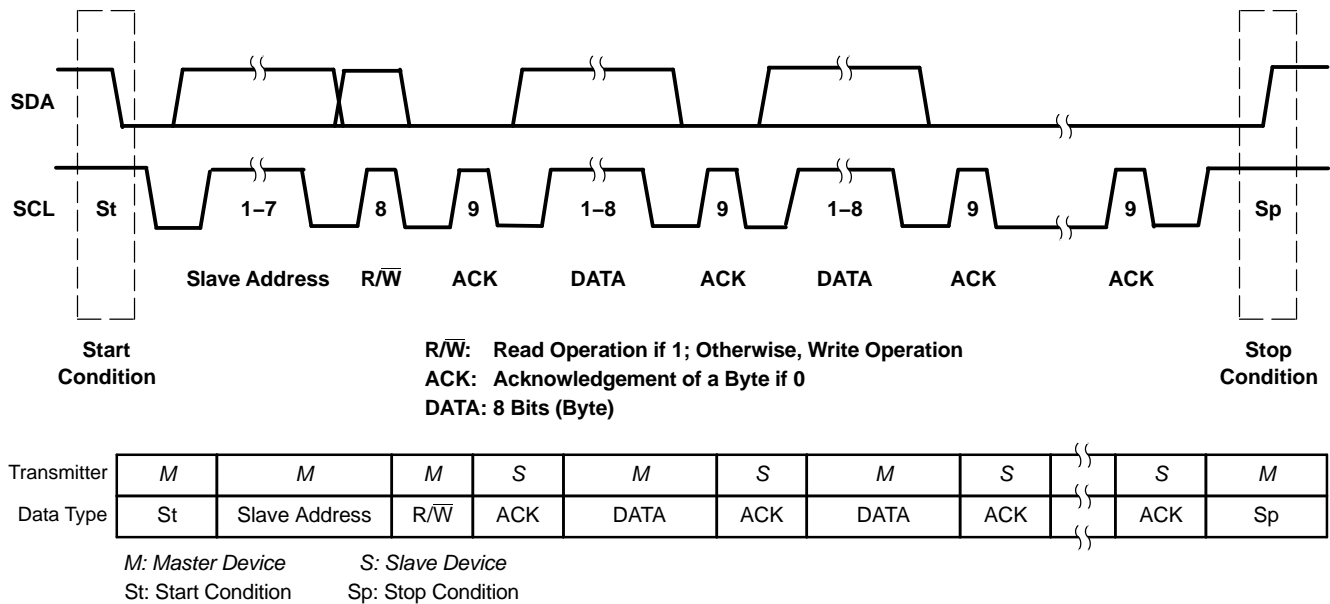 SDA
SCL St 1–7 8 9 1–8 9 1–8 9 9 Sp
Slave Address R/W̅ ACK DATA ACK DATA ACK ACK
Start Condition
Stop Condition
R/W̅: Read Operation if 1; Otherwise, Write Operation
ACK: Acknowledgement of a Byte if 0
DATA: 8 Bits (Byte)
Transmitter M M M S M S M S S M
Data Type St Slave Address R/W̅ ACK DATA ACK DATA ACK ACK Sp
M: Master Device S: Slave Device
St: Start Condition Sp: Stop Condition